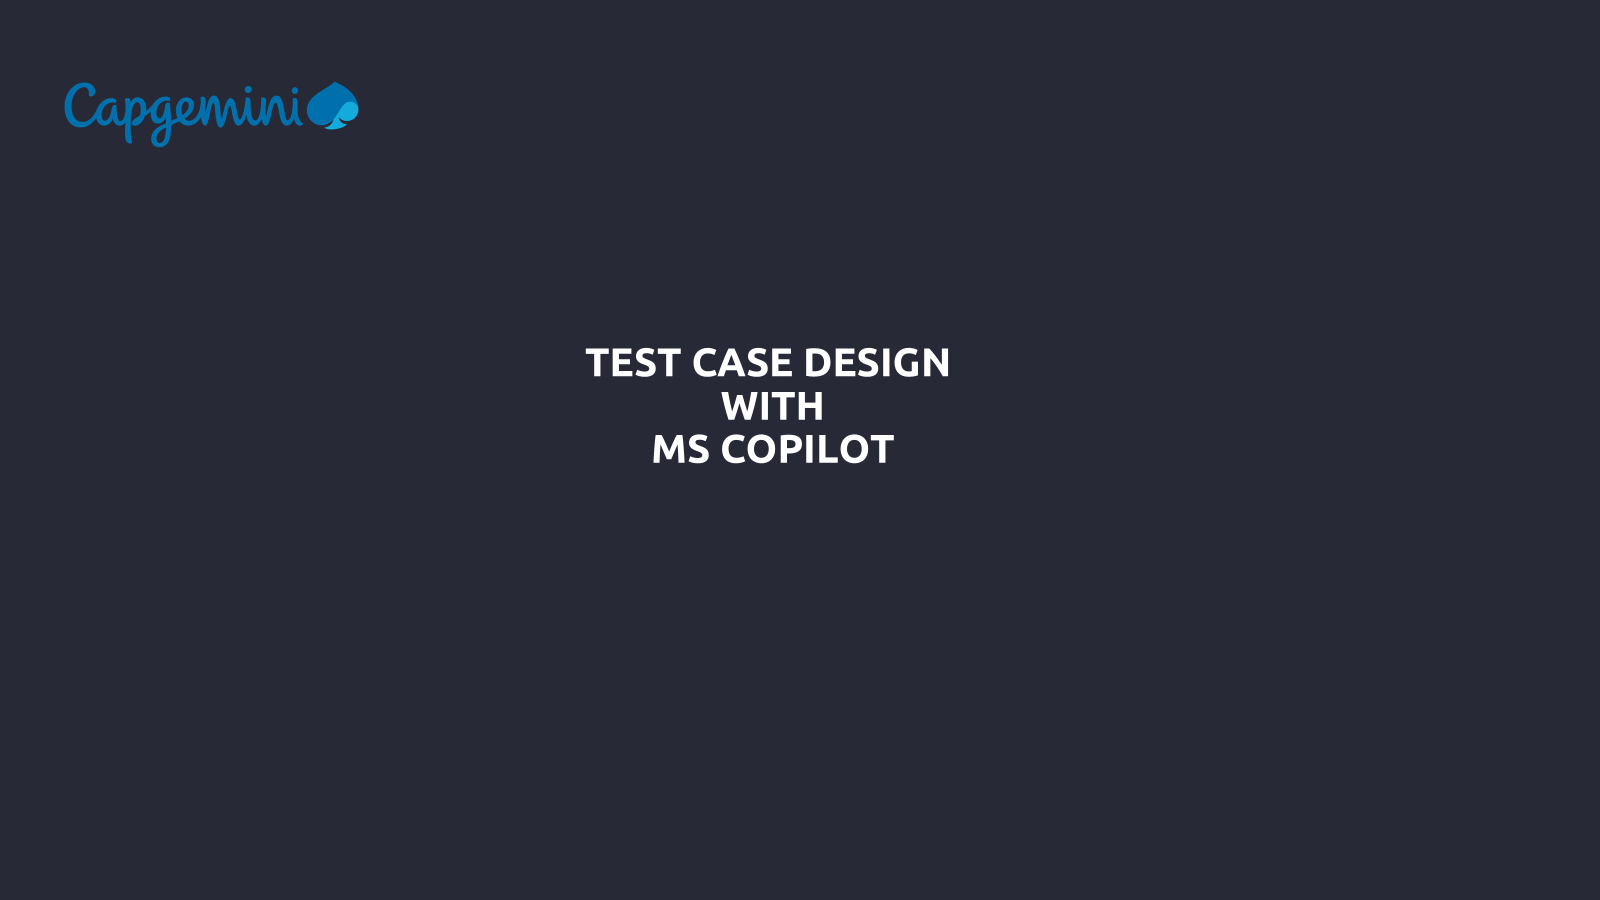 Capgemini
TEST CASE DESIGN
WITH
MS COPILOT